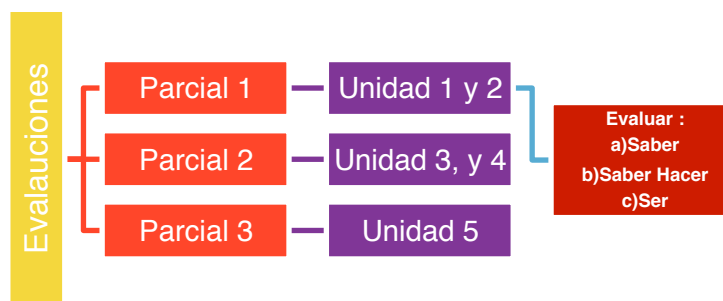 Evalauciones
Parcial 1
Unidad 1 y 2
Parcial 2
Unidad 3, y 4
Parcial 3
Unidad 5
Evaluar :
a)Saber
b)Saber Hacer
c)Ser